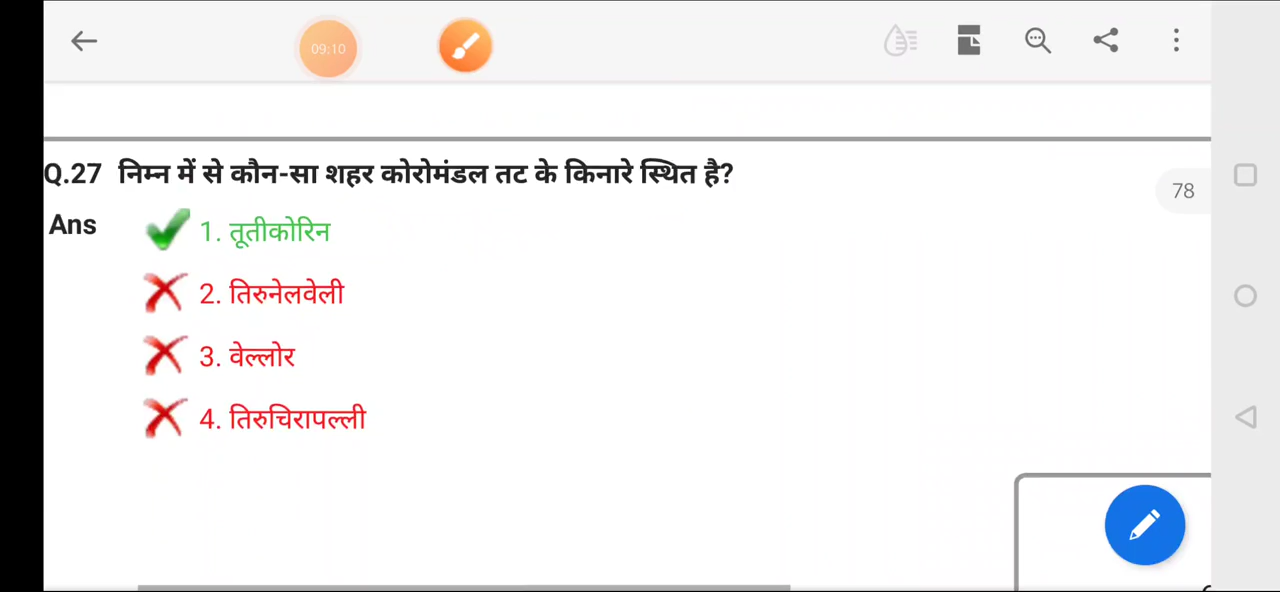 09:10
Q.27 निम्न में से कौन-सा शहर कोरोमंडल तट के किनारे स्थित है?
78
Ans
1. तूतीकोरिन
2. तिरुनेलवेली
3. वेल्लोर
4. तिरुचिरापल्ली